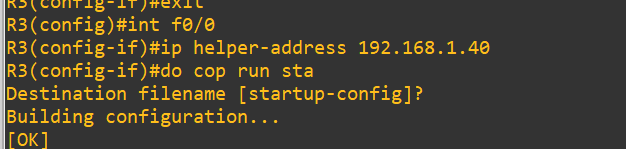 R3(config-if)#exit
R3(config)#int f0/0
R3(config-if)#ip helper-address 192.168.1.40
R3(config-if)#do cop run sta
Destination filename [startup-config]?
Building configuration...
[OK]